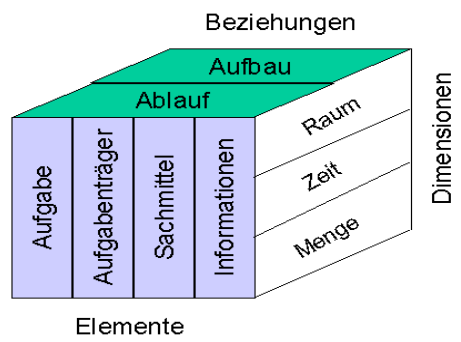 Beziehungen
Aufbau
Ablauf
Aufgabe
Aufgabenträger
Sachmittel
Informationen
Raum
Zeit
Menge
Dimensionen
Elemente